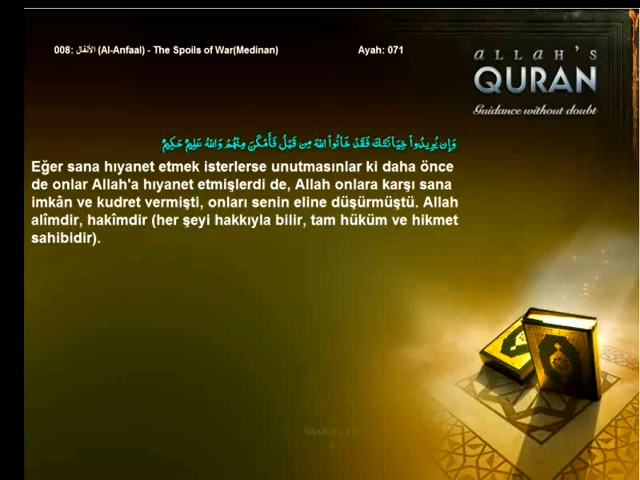 008: الأنفال (Al-Anfaal) - The Spoils of War(Medinan) Ayah: 071
ALLAH'S
QURAN
Guidance without doubt
وَإِن يُرِيدُواْ خِيَانَتَكَ فَقَدْ خَانُواْ اللّهَ مِن قَبْلُ فَأَمْكَنَ مِنْهُمْ وَاللّهُ عَلِيمٌ حَكِيمٌ
Eğer sana hıyanet etmek isterlerse unutmasınlar ki daha önce
de onlar Allah'a hıyanet etmişlerdi de, Allah onlara karşı sana
imkân ve kudret vermişti, onları senin eline düşürmüştü. Allah
alîmdir, hakîmdir (her şeyi hakkıyla bilir, tam hüküm ve hikmet
sahibidir).